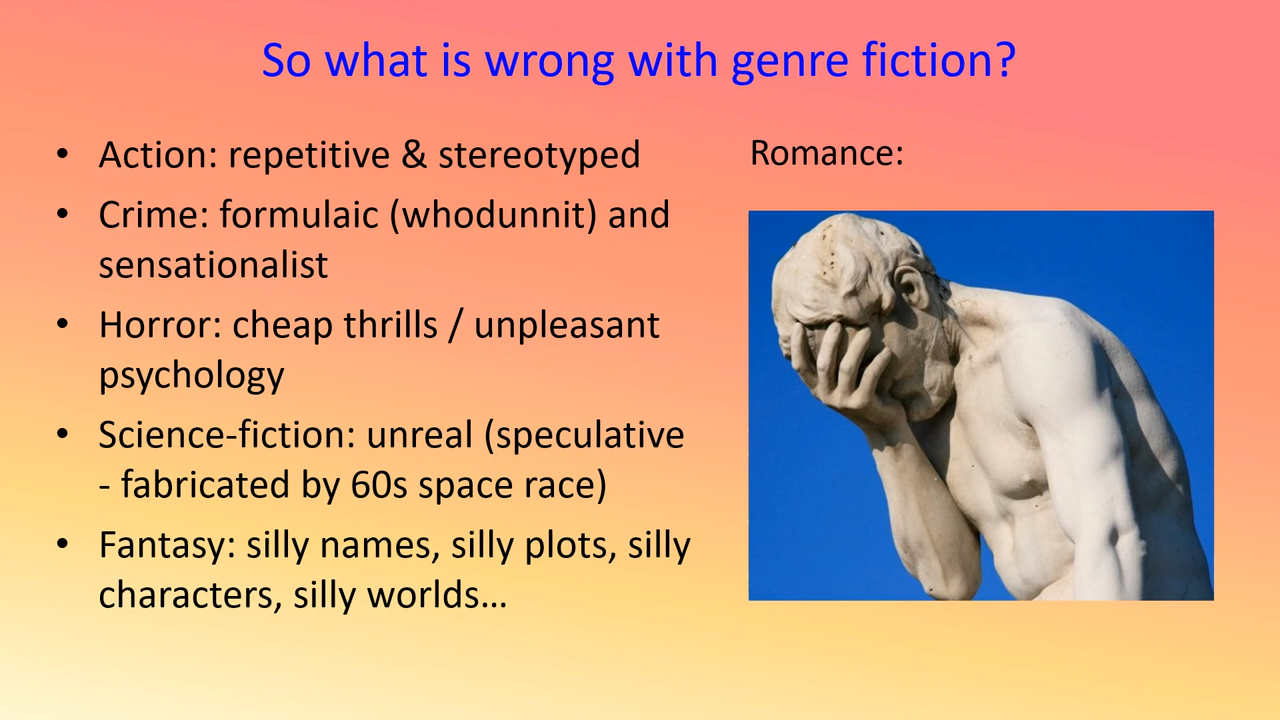 So what is wrong with genre fiction?
• Action: repetitive & stereotyped
• Crime: formulaic (whodunnit) and
sensationalist
• Horror: cheap thrills / unpleasant
psychology
• Science-fiction: unreal (speculative
- fabricated by 60s space race)
• Fantasy: silly names, silly plots, silly
characters, silly worlds…
Romance: